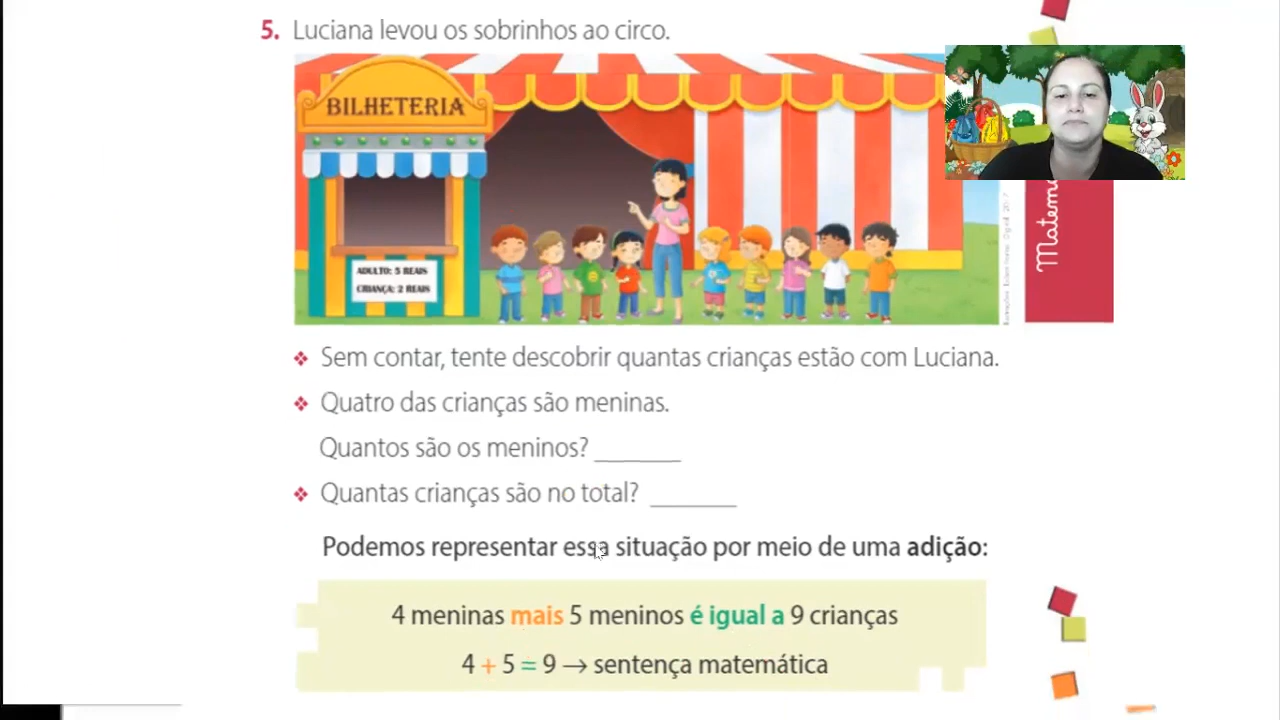 5. Luciana levou os sobrinhos ao circo.
BILHETERIA
ADULTO: 5 REAIS
CRIANÇA: 2 REAIS
Matem
❖ Sem contar, tente descobrir quantas crianças estão com Luciana.
❖ Quatro das crianças são meninas.
Quantos são os meninos? ______
❖ Quantas crianças são no total? ______
Podemos representar essa situação por meio de uma adição:
4 meninas mais 5 meninos é igual a 9 crianças
4 + 5 = 9 → sentença matemática